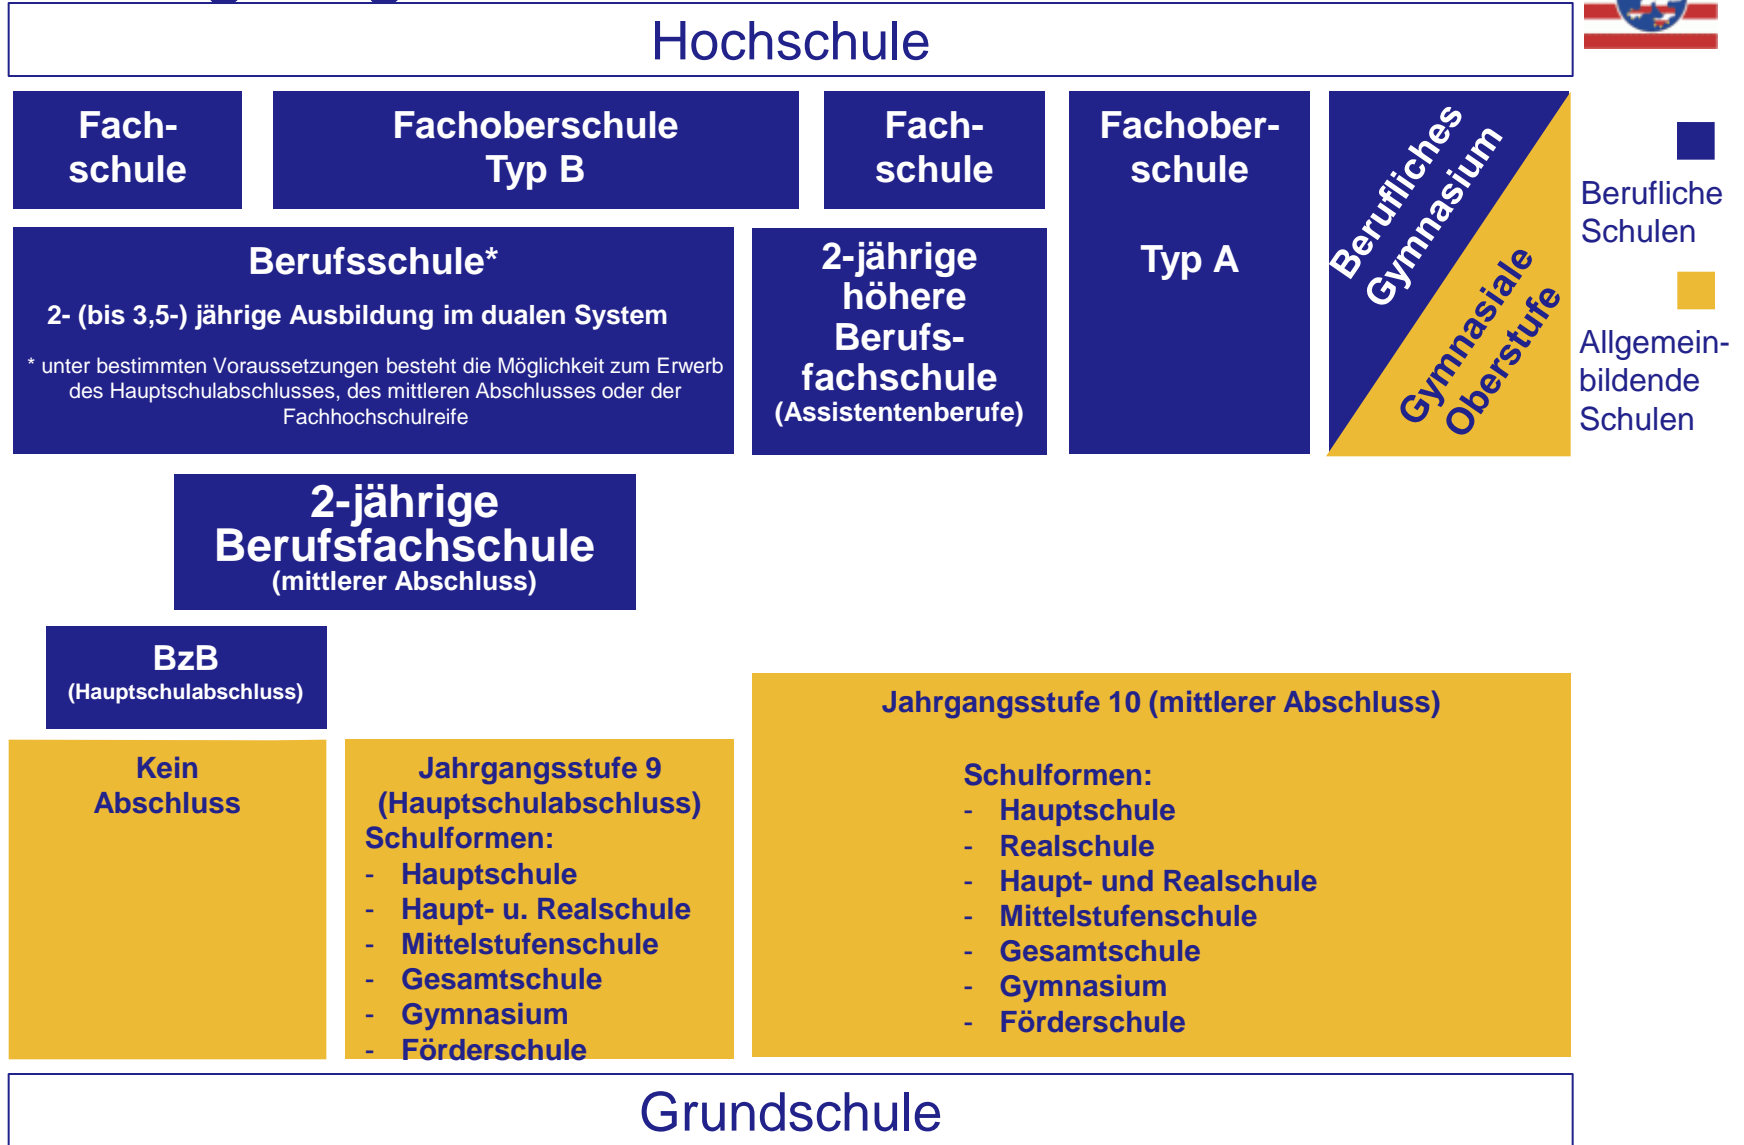 Hochschule
Fach-
schule
Fachoberschule
Typ B
Fach-
schule
Fachober-
schule
Typ A
Berufliches
Gymnasium
Gymnasiale
Oberstufe
Berufliche
Schulen
Allgemein-
bildende
Schulen
Berufsschule*
2- (bis 3,5-) jährige Ausbildung im dualen System
* unter bestimmten Voraussetzungen besteht die Möglichkeit zum Erwerb
des Hauptschulabschlusses, des mittleren Abschlusses oder der
Fachhochschulreife
2-jährige
höhere
Berufs-
fachschule
(Assistentenberufe)
2-jährige
Berufsfachschule
(mittlerer Abschluss)
BzB
(Hauptschulabschluss)
Kein
Abschluss
Jahrgangsstufe 9
(Hauptschulabschluss)
Schulformen:
- Hauptschule
- Haupt- u. Realschule
- Mittelstufenschule
- Gesamtschule
- Gymnasium
- Förderschule
Jahrgangsstufe 10 (mittlerer Abschluss)
Schulformen:
- Hauptschule
- Realschule
- Haupt- und Realschule
- Mittelstufenschule
- Gesamtschule
- Gymnasium
- Förderschule
Grundschule